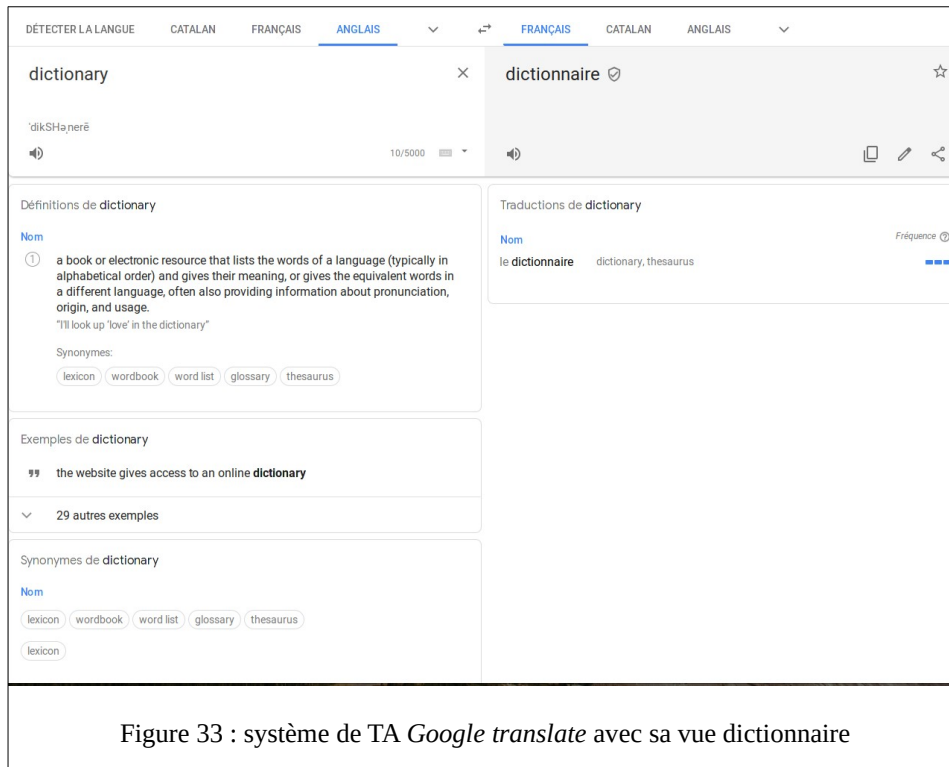 DÉTECTER LA LANGUE CATALAN FRANÇAIS ANGLAIS FRANÇAIS CATALAN ANGLAIS
dictionary
dictionnaire
ˈdikSHəˌnerē
10/5000
Définitions de dictionary
Nom
1 a book or electronic resource that lists the words of a language (typically in
alphabetical order) and gives their meaning, or gives the equivalent words in
a different language, often also providing information about pronunciation,
origin, and usage.
"I'll look up 'love' in the dictionary"
Synonymes:
lexicon wordbook word list glossary thesaurus
Traductions de dictionary
Nom Fréquence
le dictionnaire dictionary, thesaurus
Exemples de dictionary
the website gives access to an online dictionary
29 autres exemples
Synonymes de dictionary
Nom
lexicon wordbook word list glossary thesaurus
lexicon
Figure 33 : système de TA Google translate avec sa vue dictionnaire